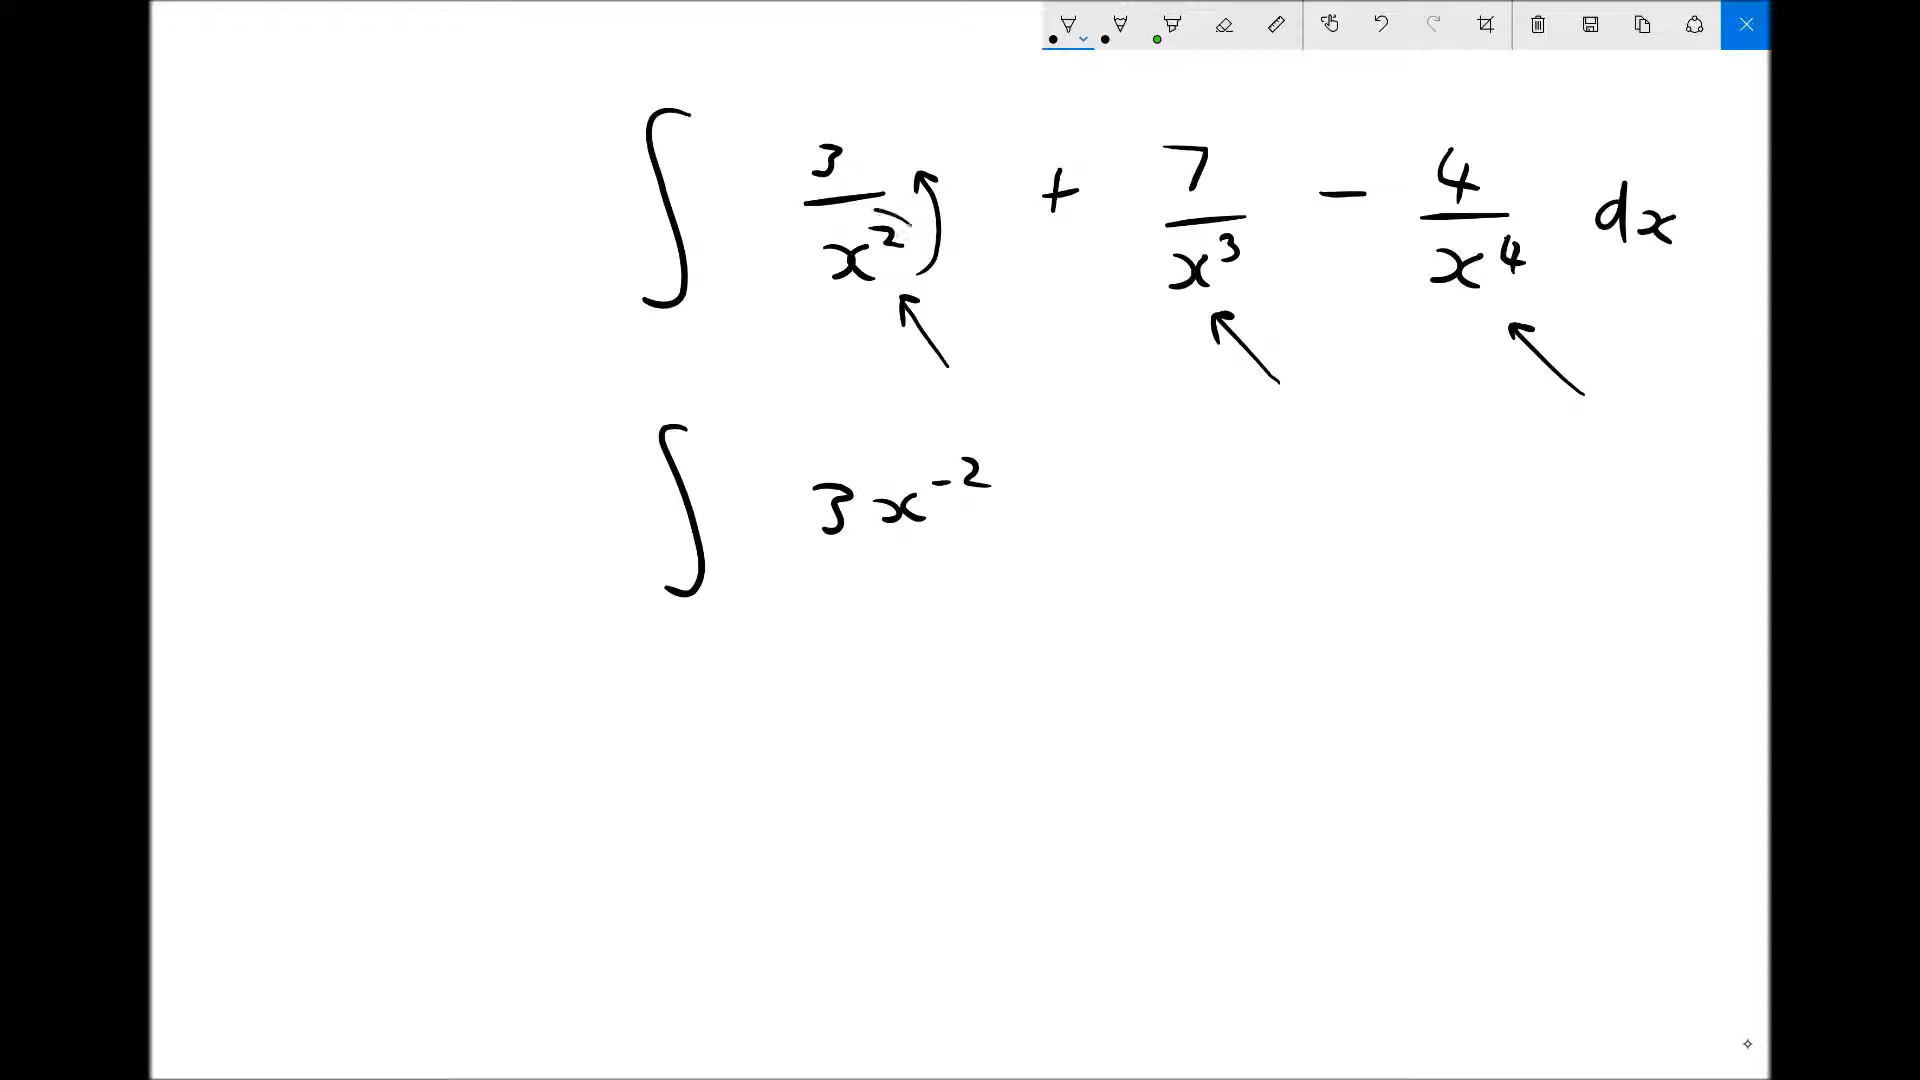 ∫ 3/x² + 7/x³ − 4/x⁴ dx
∫ 3x⁻²